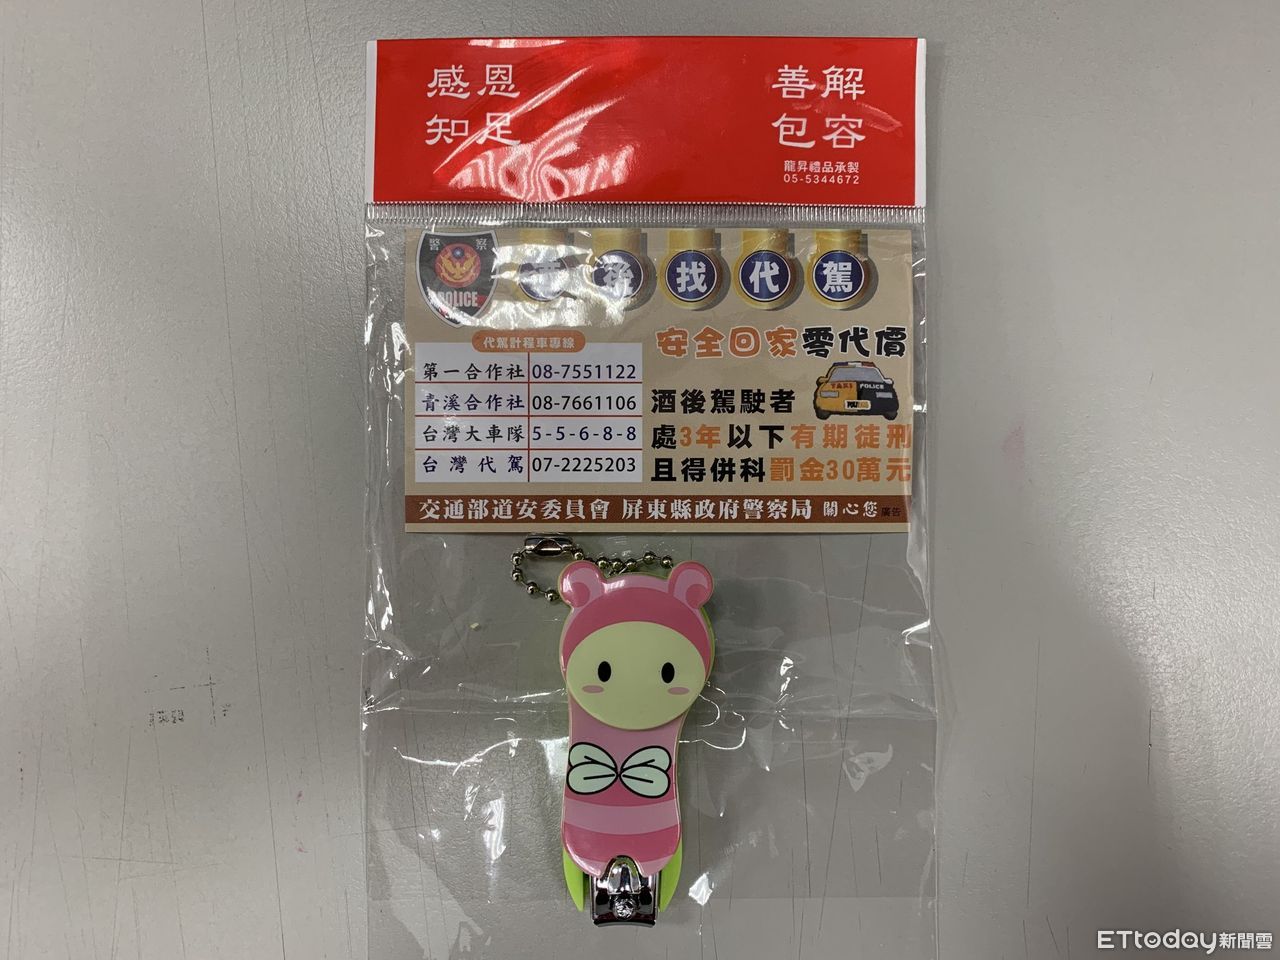 感恩
知足
善解
包容
龍昇禮品承製
05-5344672
警察
POLICE
酒後找代駕
代駕計程車專線
第一合作社 08-7551122
青溪合作社 08-7661106
台灣大車隊 5-5-6-8-8
台灣代駕 07-2225203
安全回家零代價
TAXI POLICE
酒後駕駛者
處3年以下有期徒刑
且得併科罰金30萬元
交通部道安委員會 屏東縣政府警察局 關心您 廣告
ETtoday新聞雲